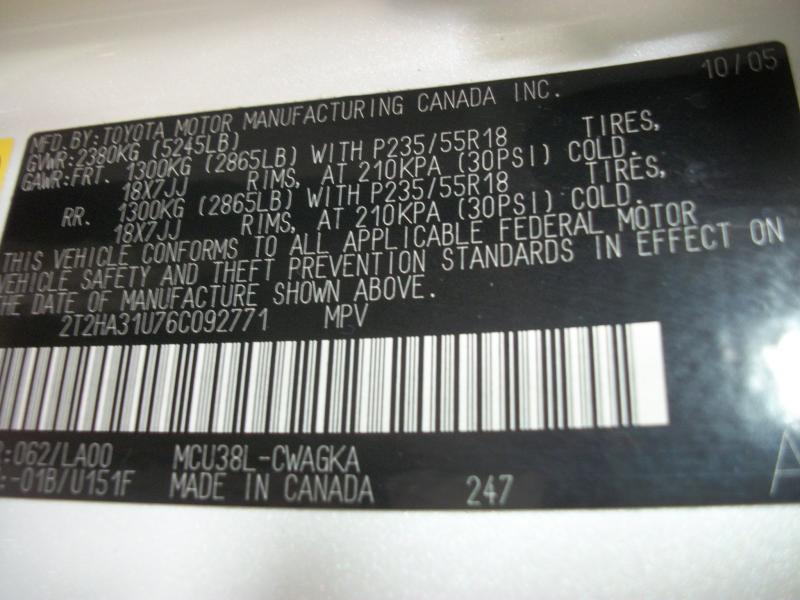 10/05
MFD.BY:TOYOTA MOTOR MANUFACTURING CANADA INC.
GVWR:2380KG (5245LB)
GAWR:FRT. 1300KG (2865LB) WITH P235/55R18 TIRES,
18X7JJ RIMS, AT 210KPA (30PSI) COLD.
RR. 1300KG (2865LB) WITH P235/55R18 TIRES,
18X7JJ RIMS, AT 210KPA (30PSI) COLD.
THIS VEHICLE CONFORMS TO ALL APPLICABLE FEDERAL MOTOR
VEHICLE SAFETY AND THEFT PREVENTION STANDARDS IN EFFECT ON
THE DATE OF MANUFACTURE SHOWN ABOVE.
2T2HA31U76C092771 MPV
R:062/LA00 MCU38L-CWAGKA
:-01B/U151F MADE IN CANADA 247
A